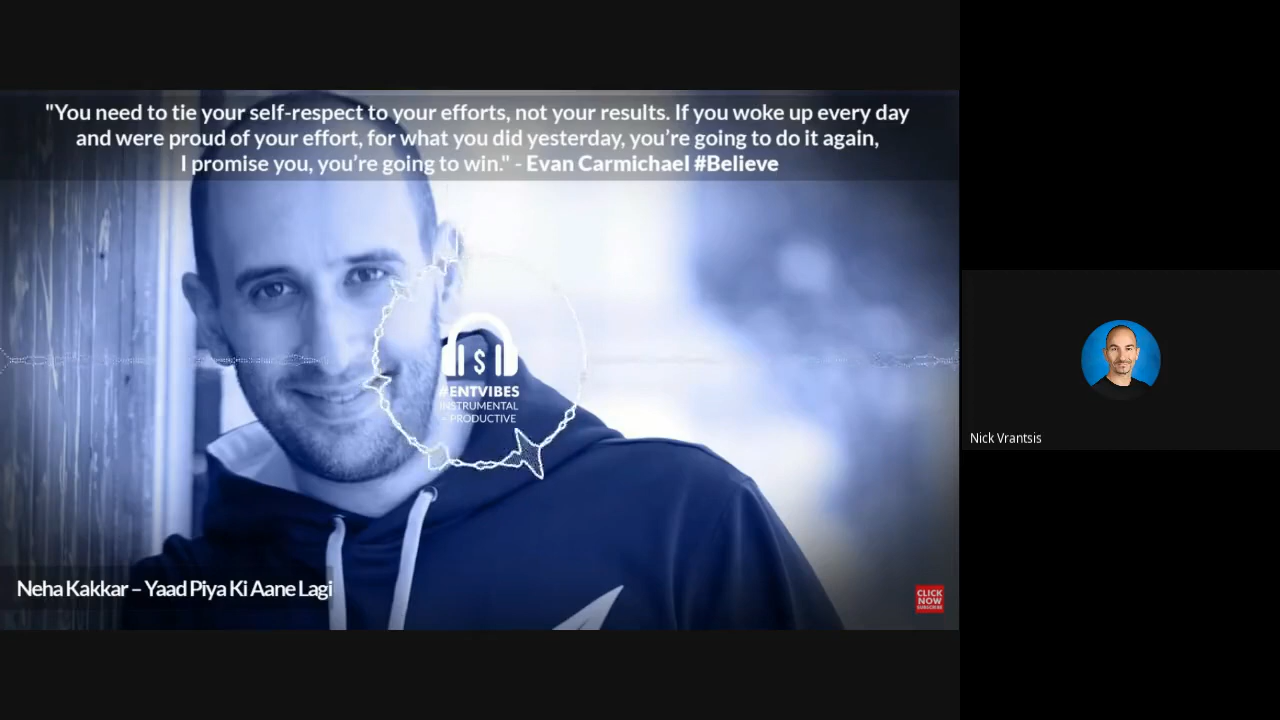 "You need to tie your self-respect to your efforts, not your results. If you woke up every day
and were proud of your effort, for what you did yesterday, you're going to do it again,
I promise you, you're going to win." - Evan Carmichael #Believe
$
#ENTVIBES
INSTRUMENTAL
+ PRODUCTIVE
Nick Vrantsis
Neha Kakkar – Yaad Piya Ki Aane Lagi
CLICK
NOW
SUBSCRIBE